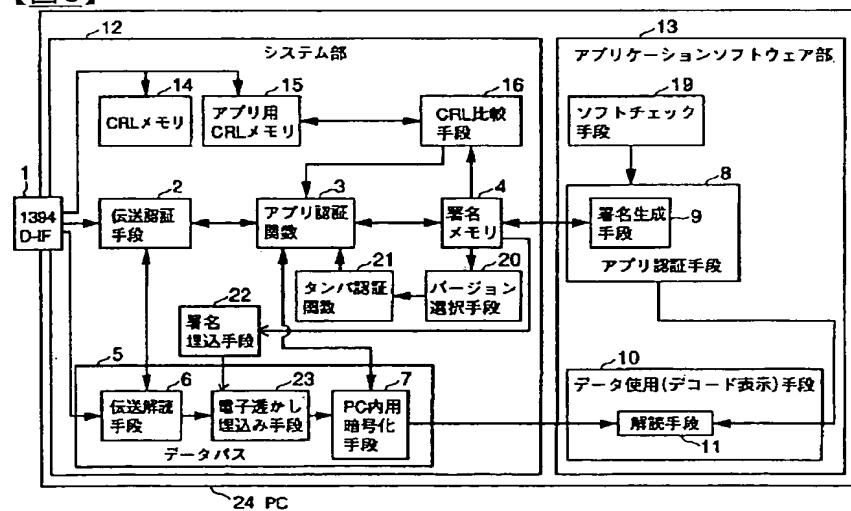 12
システム部
13
アプリケーションソフトウェア部
14
CRLメモリ
15
アプリ用
CRLメモリ
16
CRL比較
手段
19
ソフトチェック
手段
1
1394
D-IF
2
伝送認証
手段
3
アプリ認証
関数
4
署名
メモリ
8
署名生成
手段
9
アプリ認証手段
21
タンパ認証
関数
20
バージョン
選択手段
22
署名
埋込手段
5
6
伝送解読
手段
23
電子透かし
埋込み手段
7
PC内用
暗号化
手段
データパス
10
データ使用(デコード表示)手段
解読手段
11
24 PC